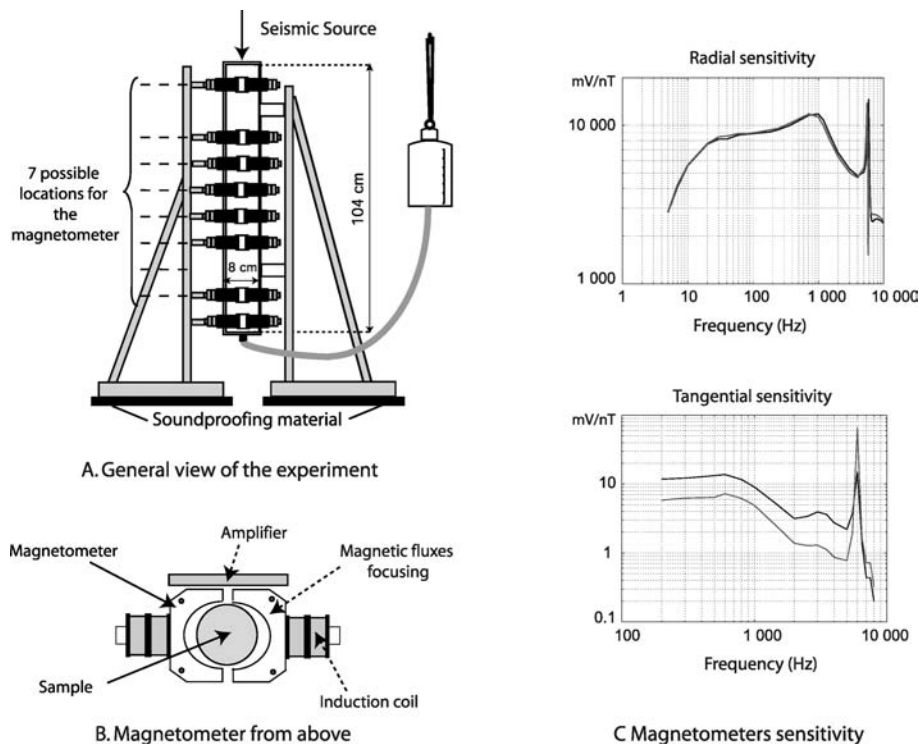 Seismic Source
7 possible
locations for
the
magnetometer
104 cm
8 cm
Soundproofing material
A. General view of the experiment
Amplifier
Magnetometer
Magnetic fluxes
focusing
Sample
Induction coil
B. Magnetometer from above
Radial sensitivity
mV/nT
10 000
1 000
1
10
100
1 000
10 000
Frequency (Hz)
Tangential sensitivity
mV/nT
10
1
0.1
100
1 000
10 000
Frequency (Hz)
C Magnetometers sensitivity